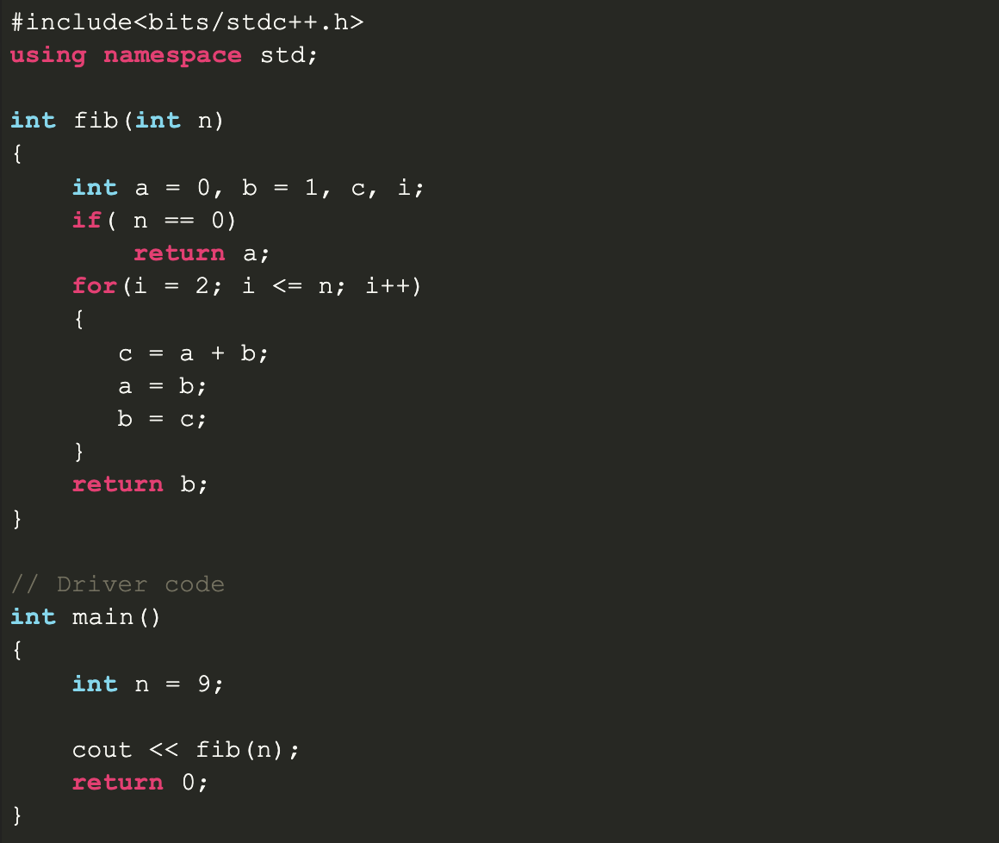 #include<bits/stdc++.h>
using namespace std;

int fib(int n)
{
    int a = 0, b = 1, c, i;
    if( n == 0)
        return a;
    for(i = 2; i <= n; i++)
    {
       c = a + b;
       a = b;
       b = c;
    }
    return b;
}

// Driver code
int main()
{
    int n = 9;

    cout << fib(n);
    return 0;
}